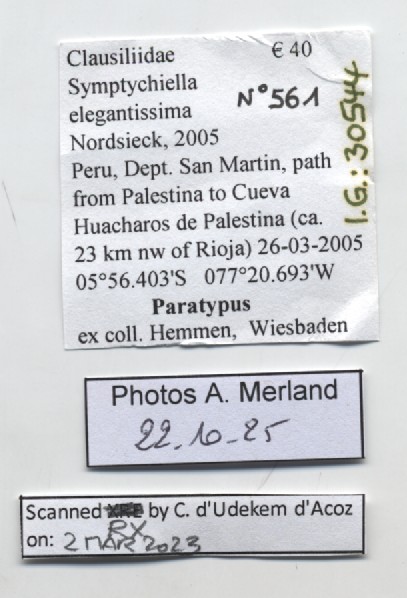 Clausiliidae € 40
Symptychiella
elegantissima N°561
Nordsieck, 2005
Peru, Dept. San Martin, path
from Palestina to Cueva
Huacharos de Palestina (ca.
23 km nw of Rioja) 26-03-2005
05°56.403'S 077°20.693'W
Paratypus
ex coll. Hemmen, Wiesbaden
I.G.: 30544
Photos A. Merland
22-10-25
Scanned by C. d'Udekem d'Acoz
RX
on: 2 MAR 2023